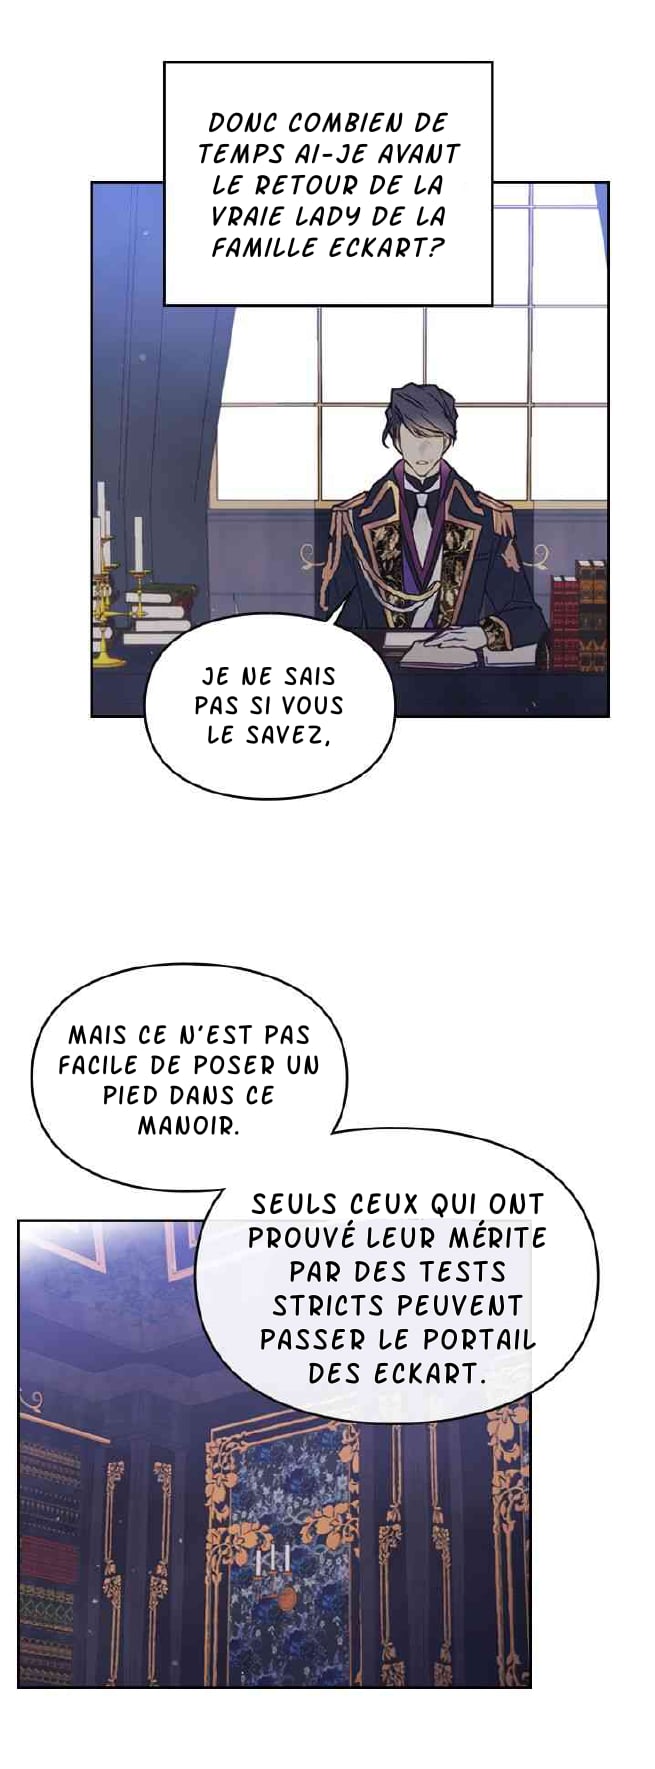 DONC COMBIEN DE
TEMPS AI-JE AVANT
LE RETOUR DE LA
VRAIE LADY DE LA
FAMILLE ECKART?
JE NE SAIS
PAS SI VOUS
LE SAVEZ,
MAIS CE N'EST PAS
FACILE DE POSER UN
PIED DANS CE
MANOIR.
SEULS CEUX QUI ONT
PROUVÉ LEUR MÉRITE
PAR DES TESTS
STRICTS PEUVENT
PASSER LE PORTAIL
DES ECKART.